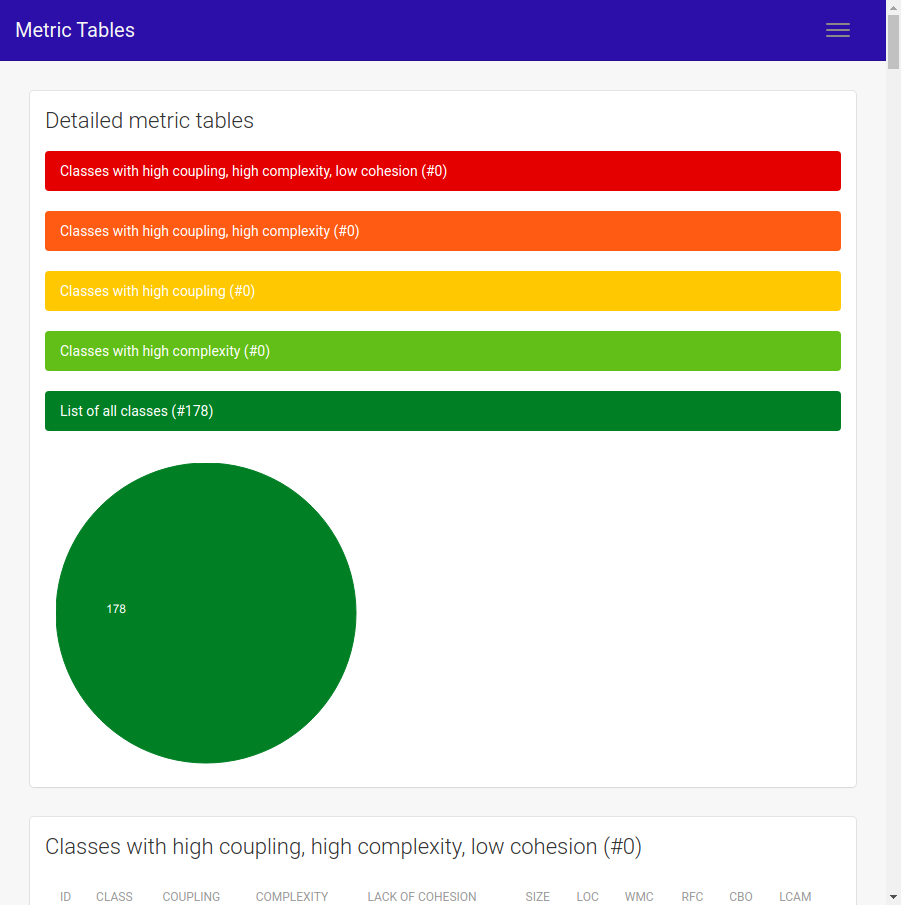 Metric Tables
Detailed metric tables
Classes with high coupling, high complexity, low cohesion (#0)
Classes with high coupling, high complexity (#0)
Classes with high coupling (#0)
Classes with high complexity (#0)
List of all classes (#178)
178
Classes with high coupling, high complexity, low cohesion (#0)
ID CLASS COUPLING COMPLEXITY LACK OF COHESION SIZE LOC WMC RFC CBO LCAM